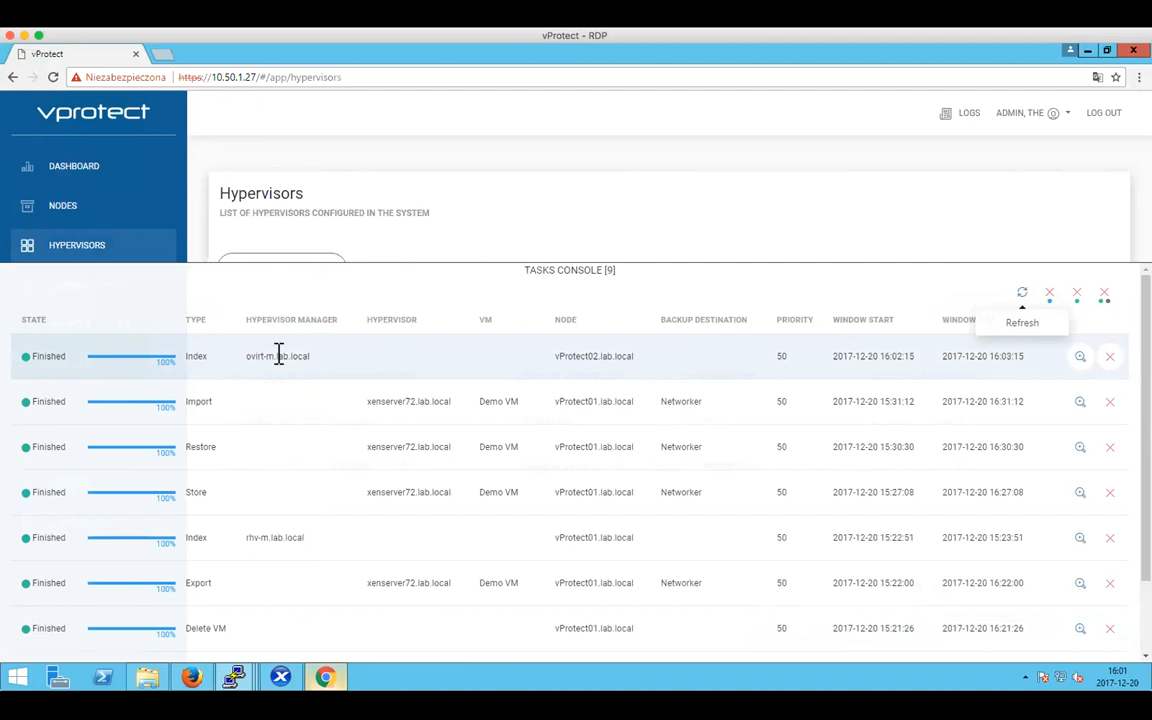 vProtect - RDP
vProtect
Niezabezpieczona https://10.50.1.27/#/app/hypervisors
vprotect
LOGS ADMIN, THE LOG OUT
DASHBOARD
NODES
HYPERVISORS
Hypervisors
LIST OF HYPERVISORS CONFIGURED IN THE SYSTEM
TASKS CONSOLE [9]
STATE TYPE HYPERVISOR MANAGER HYPERVISOR VM NODE BACKUP DESTINATION PRIORITY WINDOW START WINDOW
Refresh
Finished 100% Index ovirt-m.lab.local vProtect02.lab.local 50 2017-12-20 16:02:15 2017-12-20 16:03:15
Finished 100% Import xenserver72.lab.local Demo VM vProtect01.lab.local Networker 50 2017-12-20 15:31:12 2017-12-20 16:31:12
Finished 100% Restore xenserver72.lab.local Demo VM vProtect01.lab.local Networker 50 2017-12-20 15:30:30 2017-12-20 16:30:30
Finished 100% Store xenserver72.lab.local Demo VM vProtect01.lab.local Networker 50 2017-12-20 15:27:08 2017-12-20 16:27:08
Finished 100% Index rhv-m.lab.local vProtect01.lab.local 50 2017-12-20 15:22:51 2017-12-20 15:23:51
Finished 100% Export xenserver72.lab.local Demo VM vProtect01.lab.local Networker 50 2017-12-20 15:22:00 2017-12-20 16:22:00
Finished 100% Delete VM vProtect01.lab.local 50 2017-12-20 15:21:26 2017-12-20 16:21:26
16:01
2017-12-20